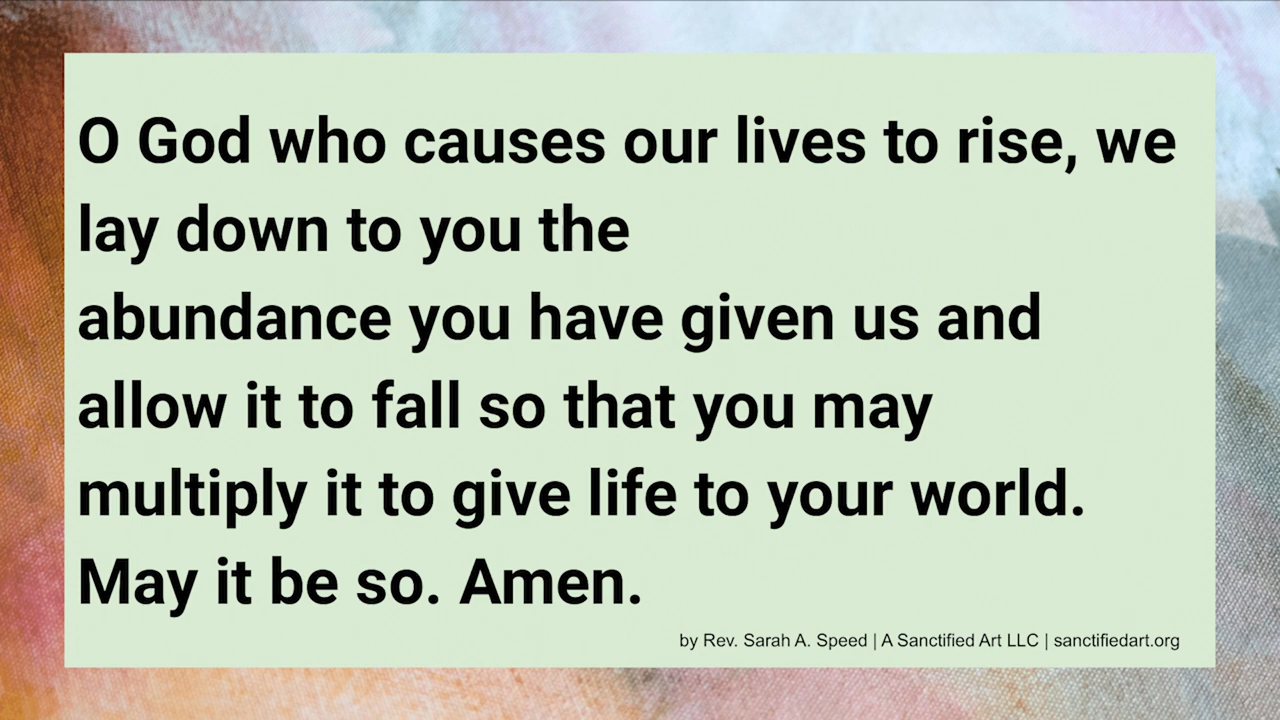 O God who causes our lives to rise, we
lay down to you the
abundance you have given us and
allow it to fall so that you may
multiply it to give life to your world.
May it be so. Amen.
by Rev. Sarah A. Speed | A Sanctified Art LLC | sanctifiedart.org